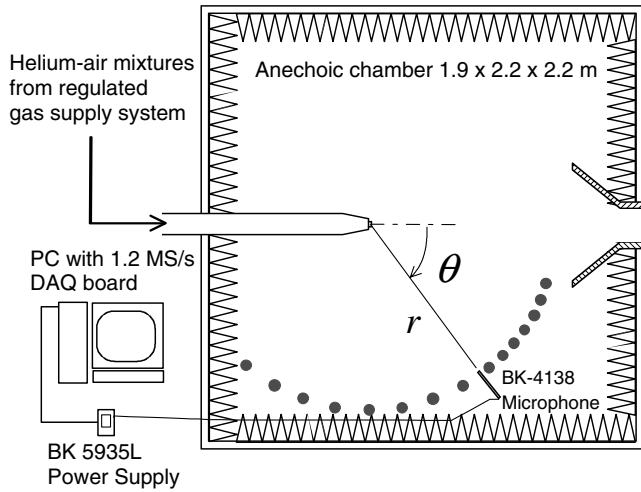 Helium-air mixtures
from regulated
gas supply system
Anechoic chamber 1.9 x 2.2 x 2.2 m
PC with 1.2 MS/s
DAQ board
θ
r
BK-4138
Microphone
BK 5935L
Power Supply